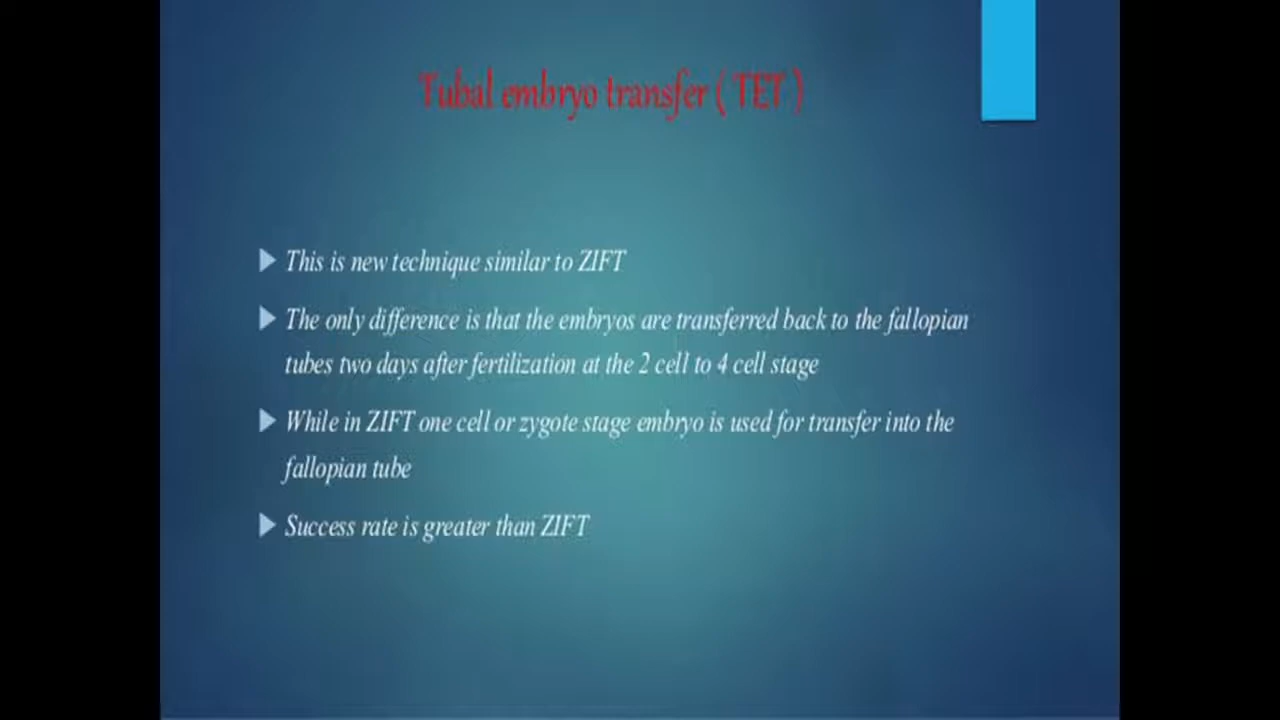 Tubal embryo transfer ( TET )
This is new technique similar to ZIFT
The only difference is that the embryos are transferred back to the fallopian
tubes two days after fertilization at the 2 cell to 4 cell stage
While in ZIFT one cell or zygote stage embryo is used for transfer into the
fallopian tube
Success rate is greater than ZIFT